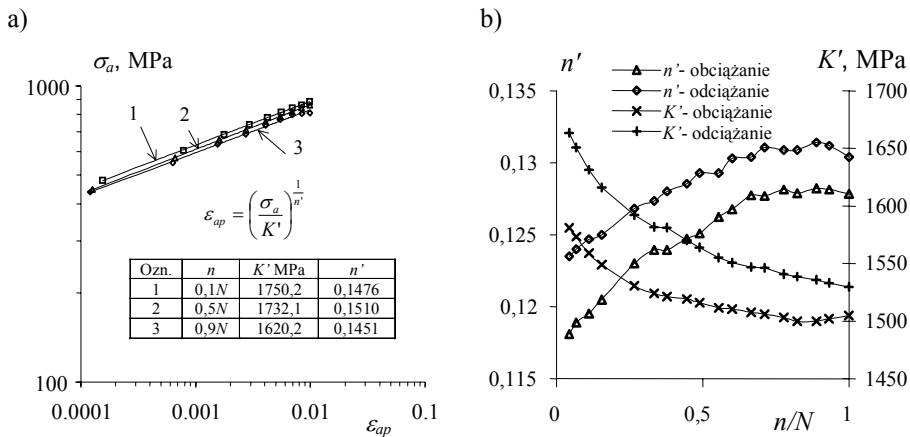 a)
σa, MPa
1000
1
2
3
εap = (σa / K')^(1/n')
Ozn. n K' MPa n'
1 0,1N 1750,2 0,1476
2 0,5N 1732,1 0,1510
3 0,9N 1620,2 0,1451
100
0.0001 0.001 0.01 0.1
εap
b)
n' K', MPa
n'- obciążanie
n'- odciążanie
K'- obciążanie
K'- odciążanie
0,135 1700
1650
0,13
1600
0,125
1550
0,12
1500
0,115 1450
0 0,5 1
n/N